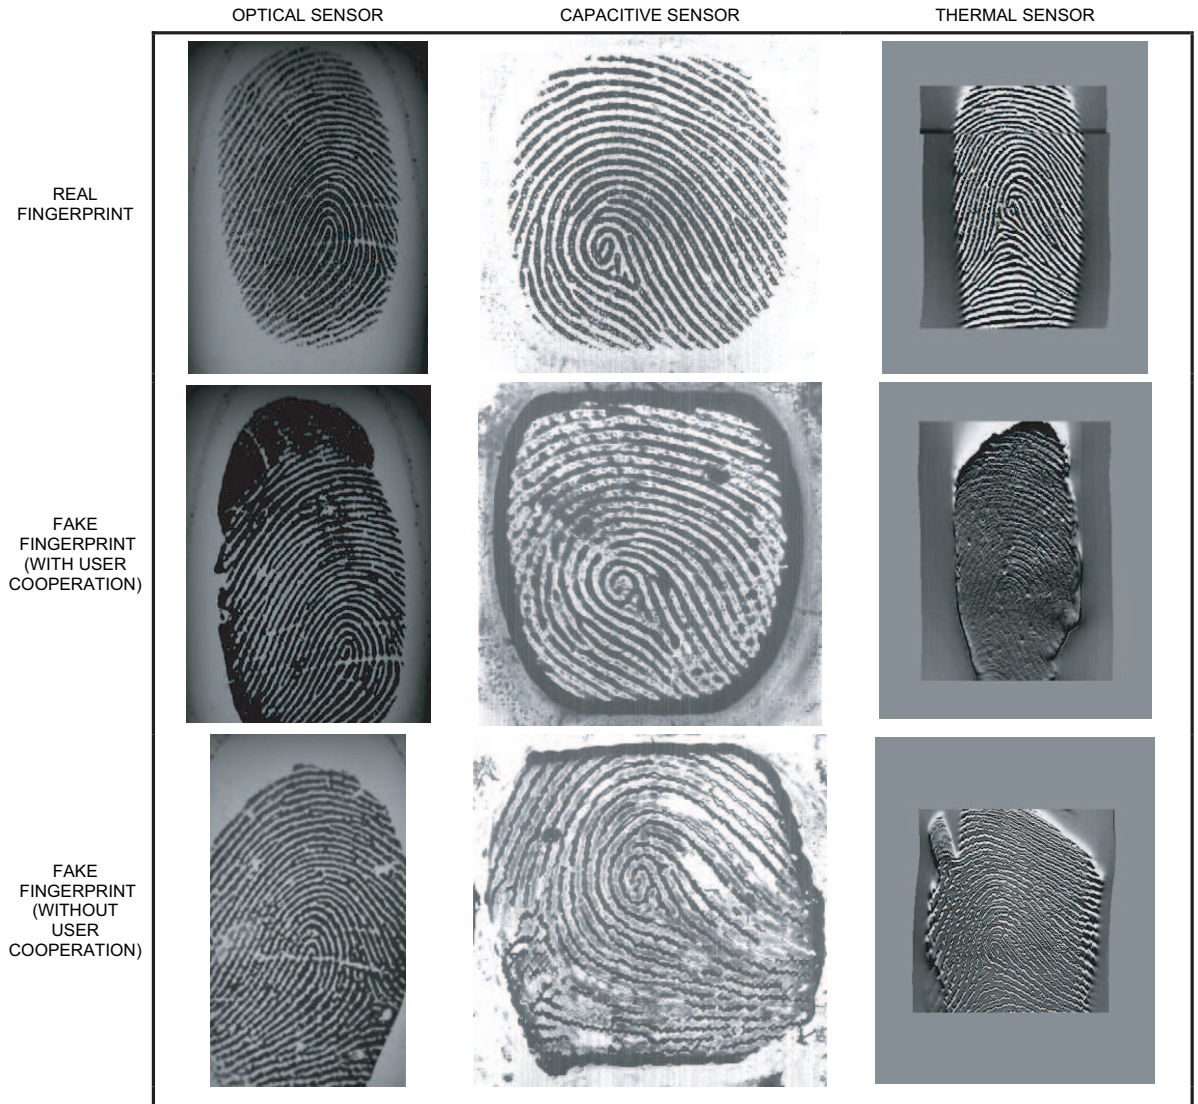 OPTICAL SENSOR
CAPACITIVE SENSOR
THERMAL SENSOR
REAL
FINGERPRINT
FAKE
FINGERPRINT
(WITH USER
COOPERATION)
FAKE
FINGERPRINT
(WITHOUT
USER
COOPERATION)